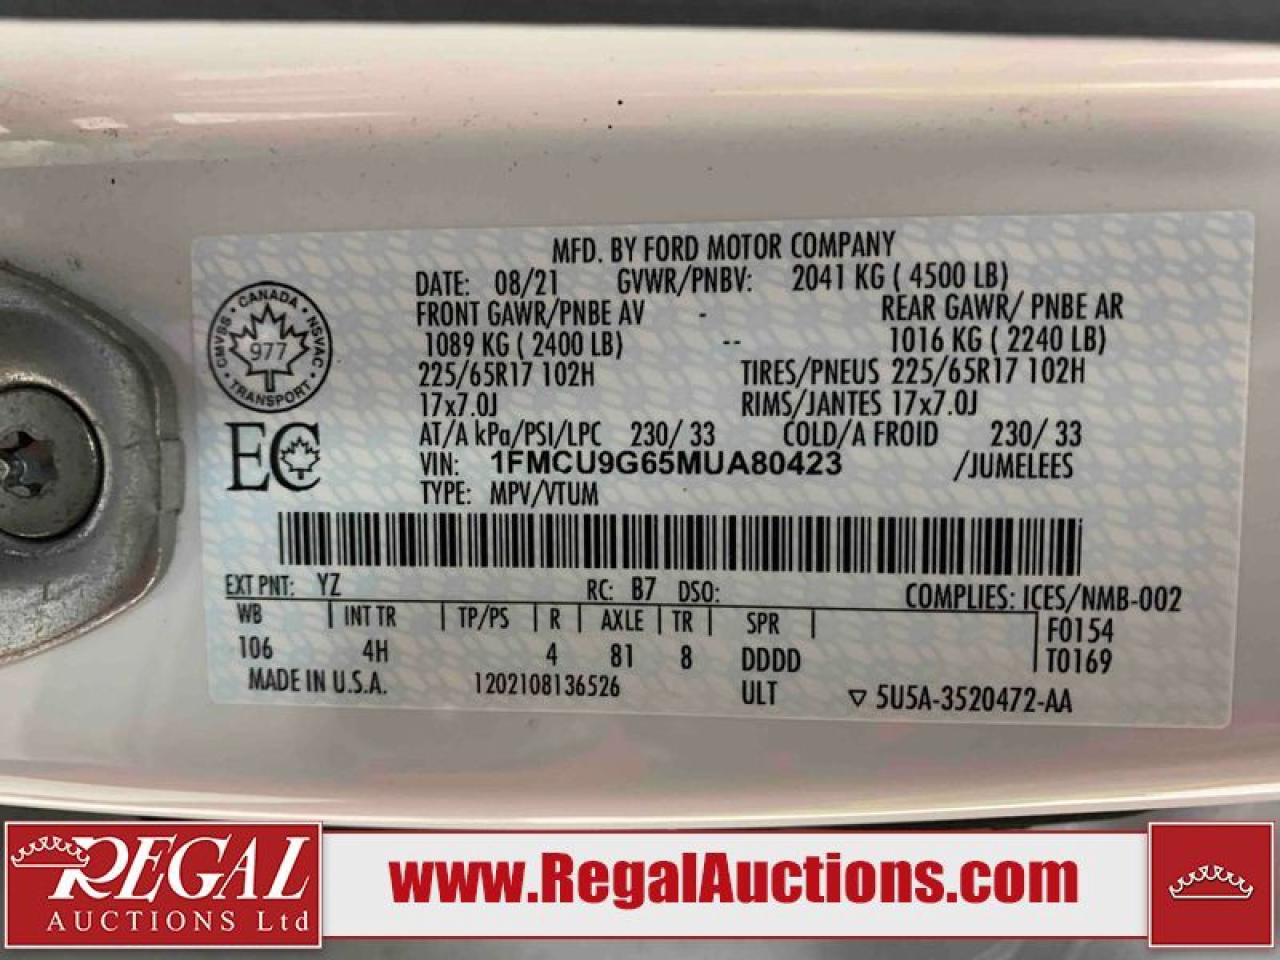 MFD. BY FORD MOTOR COMPANY
DATE: 08/21 GVWR/PNBV: 2041 KG ( 4500 LB)
FRONT GAWR/PNBE AV - REAR GAWR/ PNBE AR
1089 KG ( 2400 LB) -- 1016 KG ( 2240 LB)
225/65R17 102H TIRES/PNEUS 225/65R17 102H
17x7.0J RIMS/JANTES 17x7.0J
AT/A kPa/PSI/LPC 230/ 33 COLD/A FROID 230/ 33
VIN: 1FMCU9G65MUA80423 /JUMELEES
TYPE: MPV/VTUM
CANADA
CMVSS · NSVAC
977
TRANSPORT
EC
EXT PNT: YZ RC: B7 DSO: COMPLIES: ICES/NMB-002
WB | INT TR | TP/PS | R | AXLE | TR | SPR | F0154
106 4H 4 81 8 DDDD T0169
MADE IN U.S.A. 1202108136526 ULT ▽ 5U5A-3520472-AA
REGAL
AUCTIONS Ltd
www.RegalAuctions.com